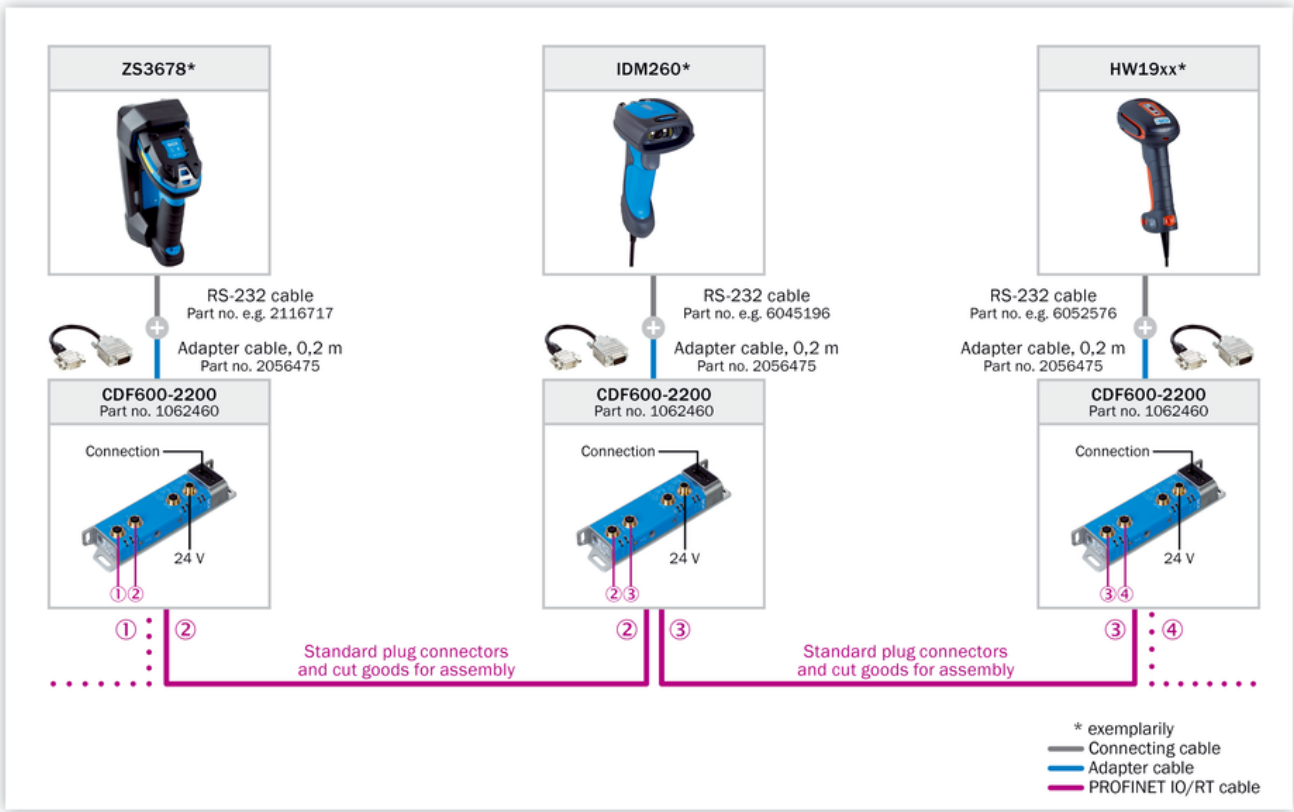 ZS3678*
IDM260*
HW19xx*
RS-232 cable
Part no. e.g. 2116717
Adapter cable, 0,2 m
Part no. 2056475
RS-232 cable
Part no. e.g. 6045196
Adapter cable, 0,2 m
Part no. 2056475
RS-232 cable
Part no. e.g. 6052576
Adapter cable, 0,2 m
Part no. 2056475
CDF600-2200
Part no. 1062460
Connection
24 V
①②
CDF600-2200
Part no. 1062460
Connection
24 V
②③
CDF600-2200
Part no. 1062460
Connection
24 V
③④
① ②
Standard plug connectors
and cut goods for assembly
② ③
Standard plug connectors
and cut goods for assembly
③ ④
* exemplarily
Connecting cable
Adapter cable
PROFINET IO/RT cable